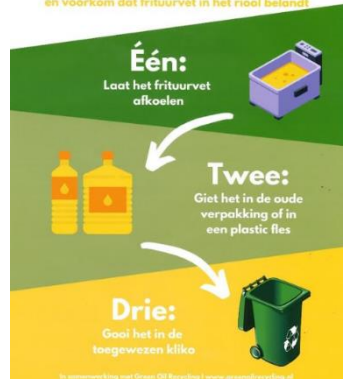 en voorkom dat frituurvet in het riool belandt
Één:
Laat het frituurvet
afkoelen
Twee:
Giet het in de oude
verpakking of in
een plastic fles
Drie:
Gooi het in de
toegewezen kliko
In samenwerking met Green Oil Recycling |